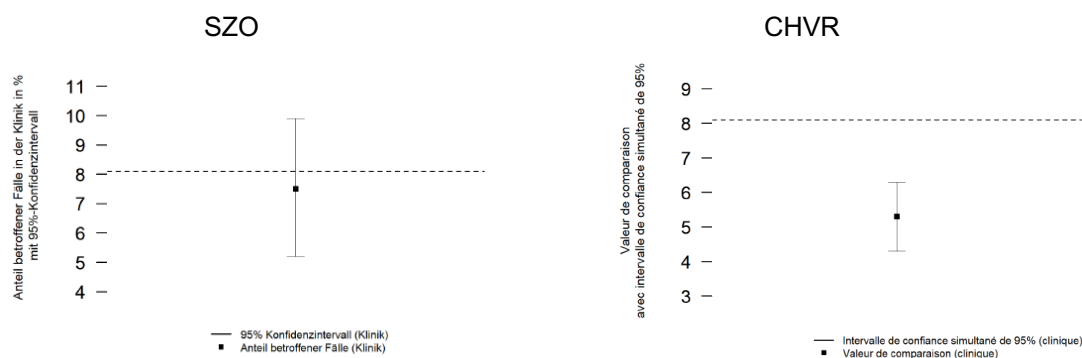 SZO
Anteil betroffener Fälle in der Klinik in %
mit 95%-Konfidenzintervall
11
10
9
8
7
6
5
4
95% Konfidenzintervall (Klinik)
Anteil betroffener Fälle (Klinik)
CHVR
Valeur de comparaison
avec intervalle de confiance simultané de 95%
9
8
7
6
5
4
3
Intervalle de confiance simultané de 95% (clinique)
Valeur de comparaison (clinique)